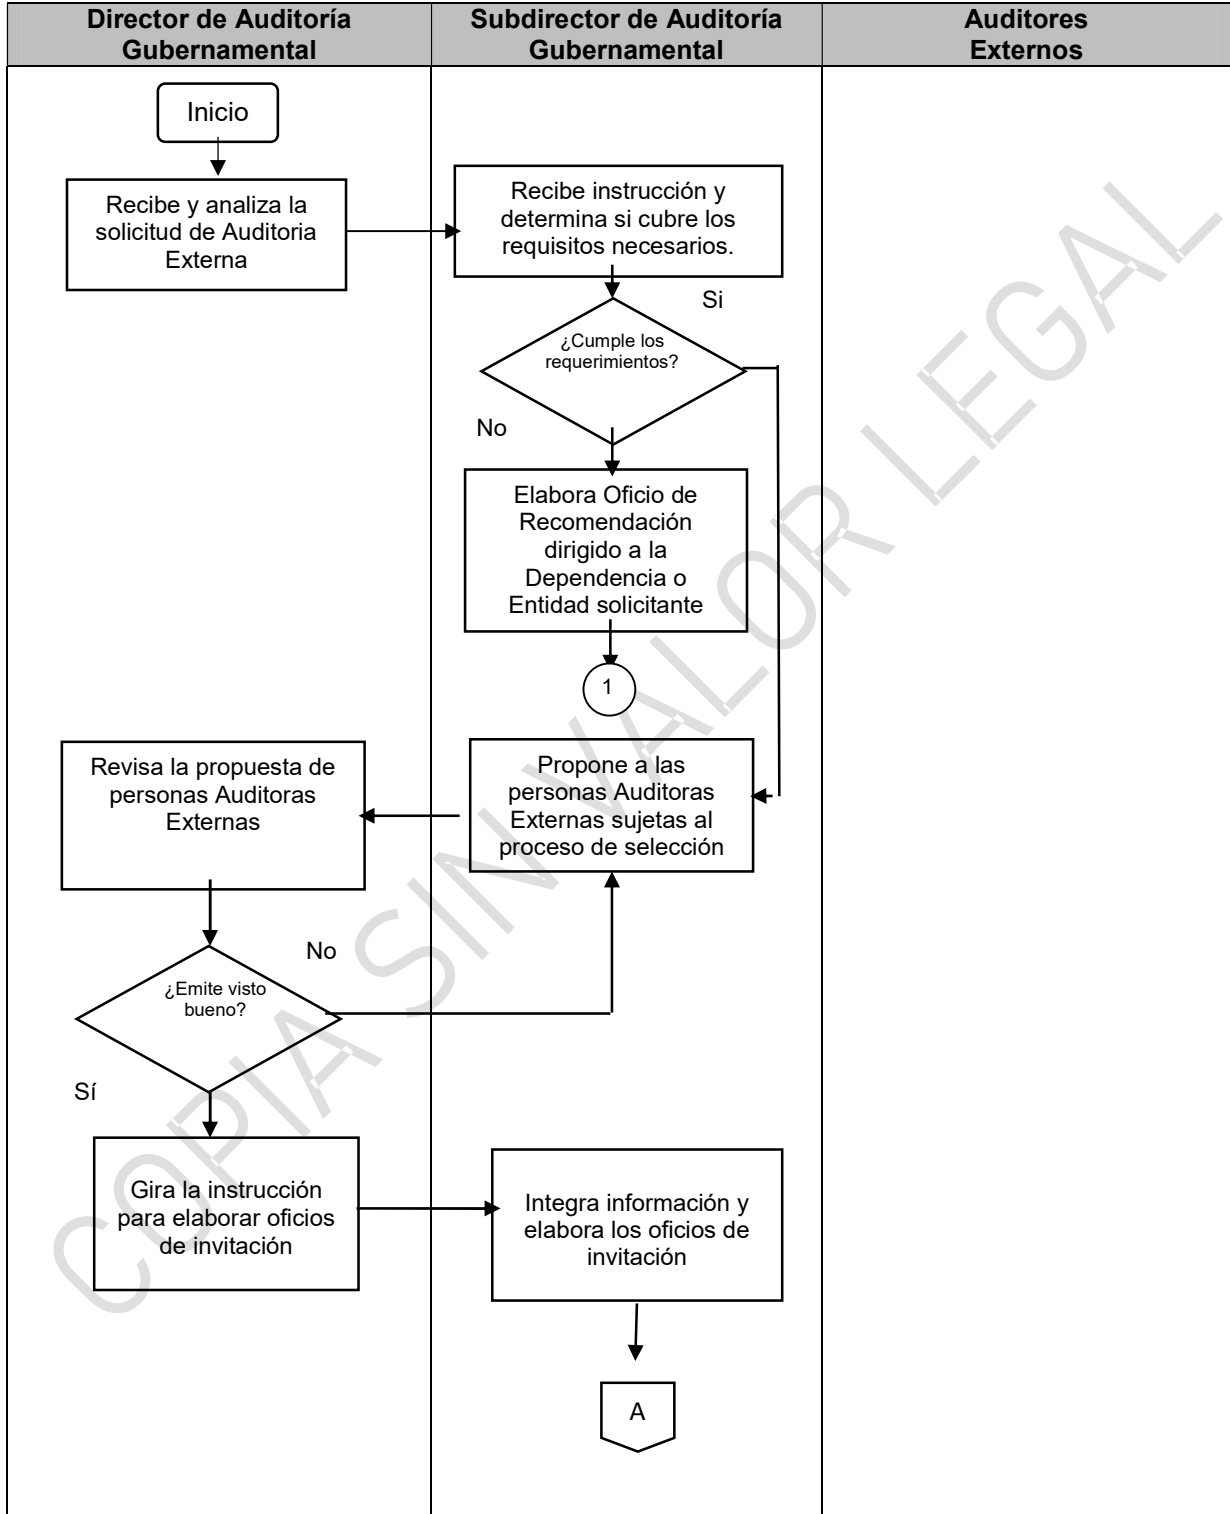 Director de Auditoría
Gubernamental
Subdirector de Auditoría
Gubernamental
Auditores
Externos
Inicio
Recibe y analiza la
solicitud de Auditoria
Externa
Recibe instrucción y
determina si cubre los
requisitos necesarios.
Si
¿Cumple los
requerimientos?
No
Elabora Oficio de
Recomendación
dirigido a la
Dependencia o
Entidad solicitante
1
Propone a las
personas Auditoras
Externas sujetas al
proceso de selección
Revisa la propuesta de
personas Auditoras
Externas
No
¿Emite visto
bueno?
Sí
Gira la instrucción
para elaborar oficios
de invitación
Integra información y
elabora los oficios de
invitación
A
COPIA SIN VALOR LEGAL